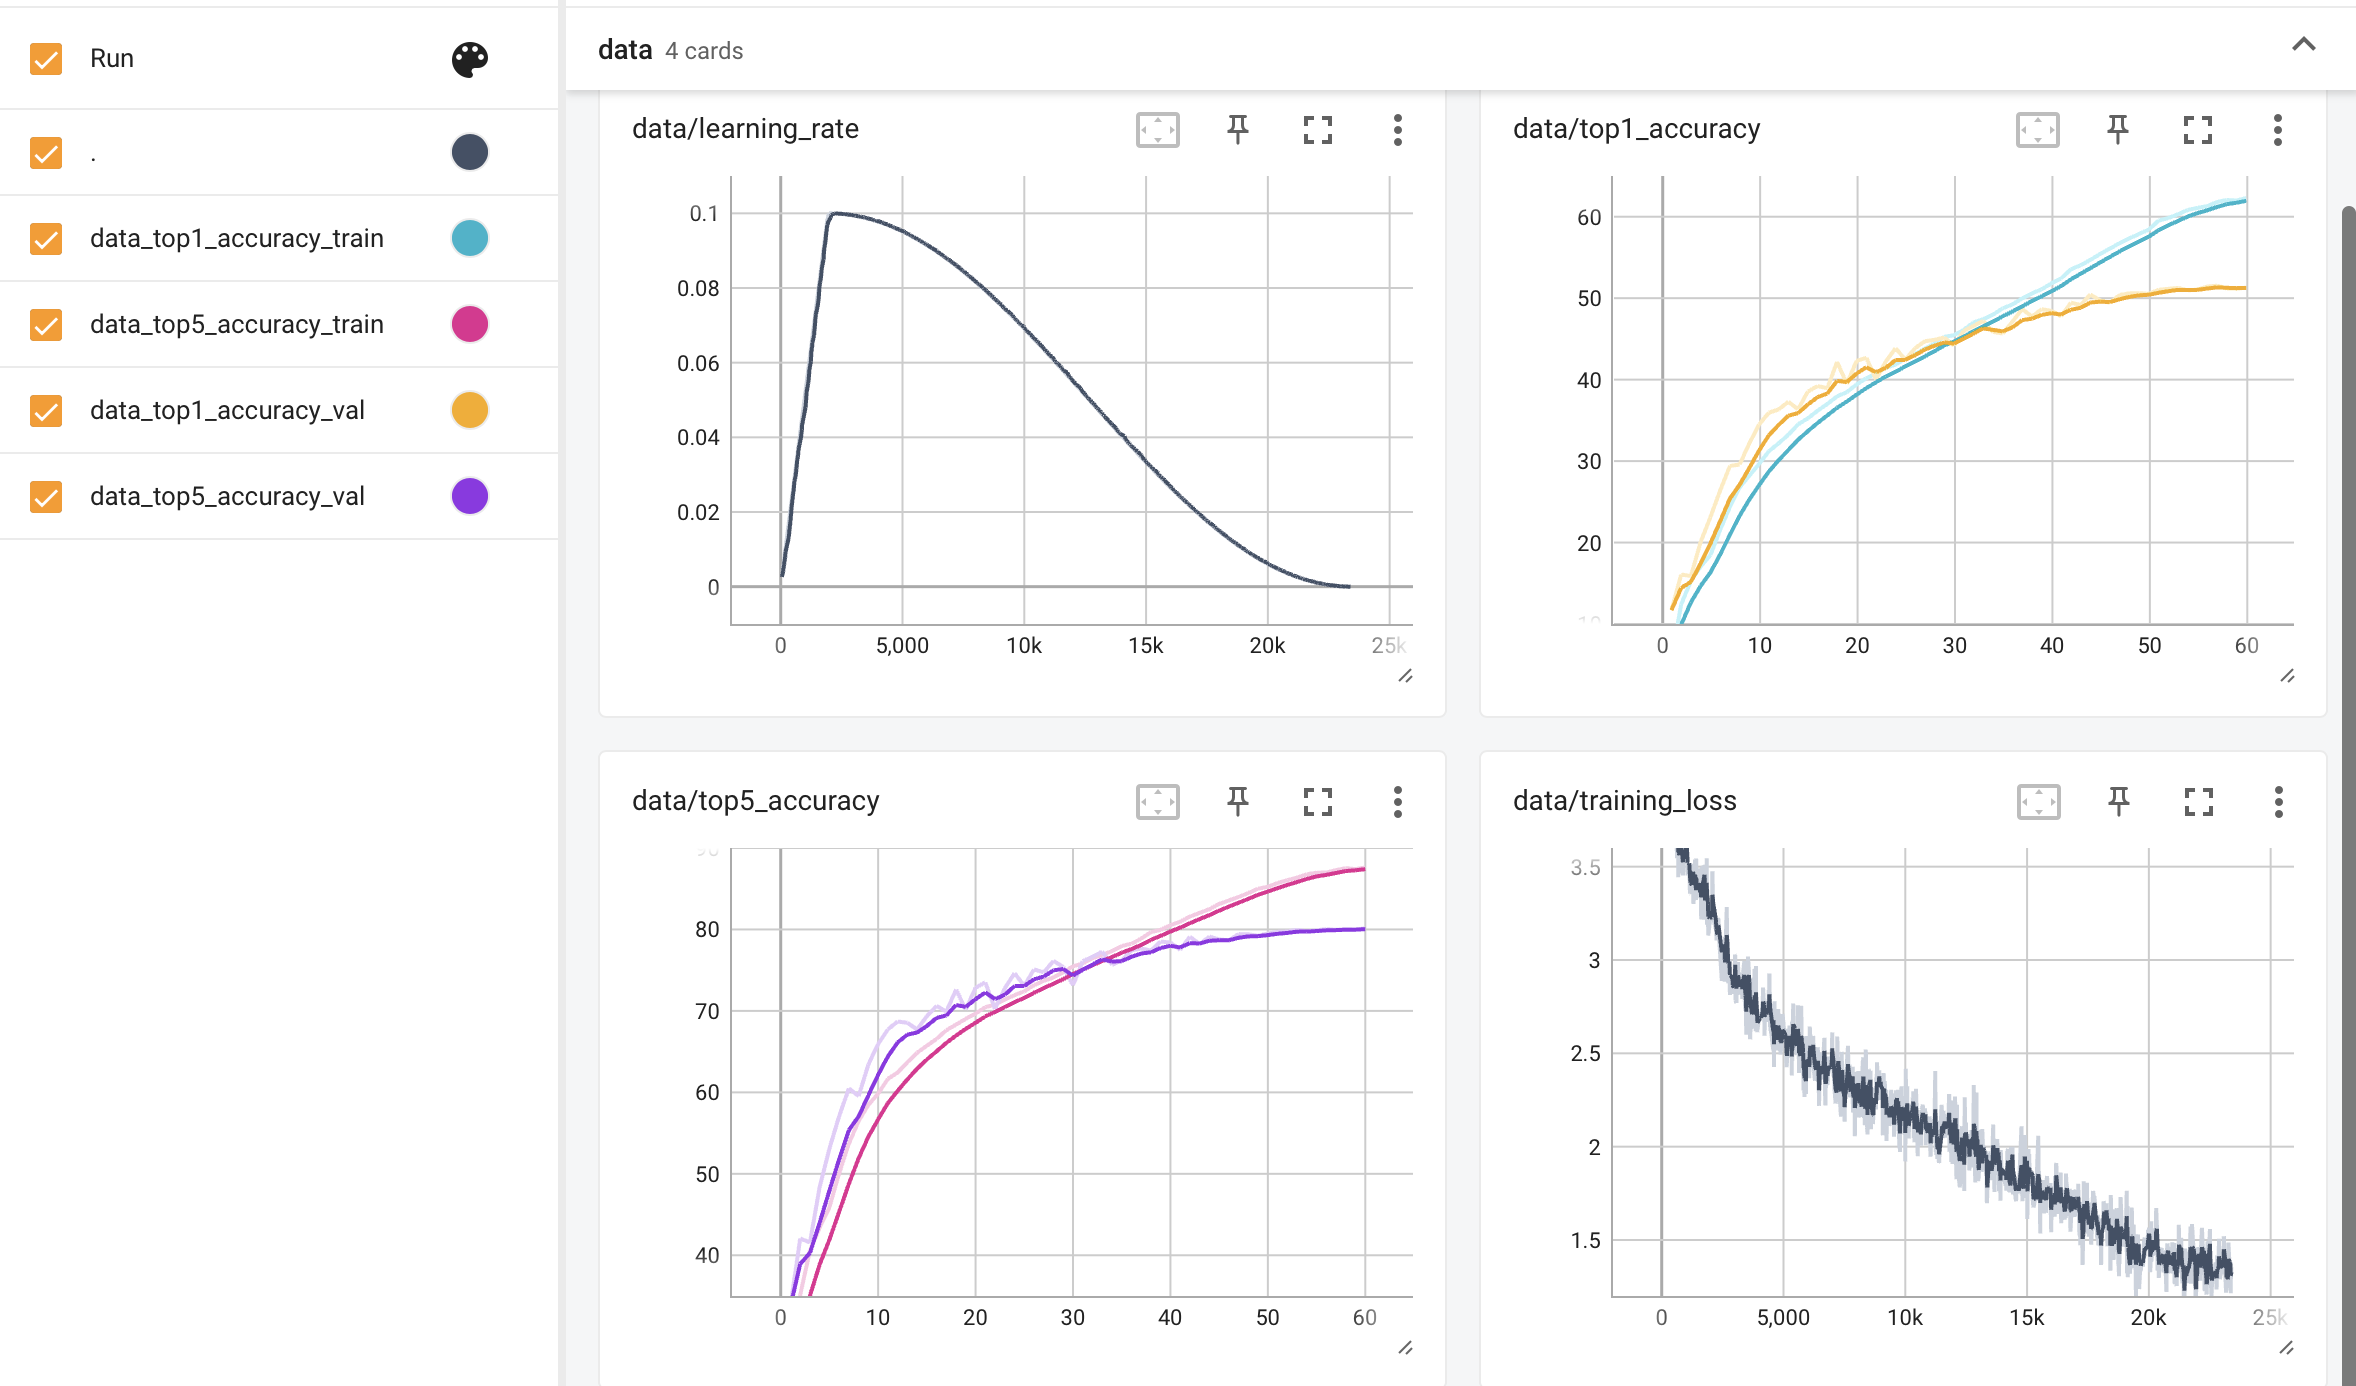 Run
.
data_top1_accuracy_train
data_top5_accuracy_train
data_top1_accuracy_val
data_top5_accuracy_val
data 4 cards
data/learning_rate
0.1
0.08
0.06
0.04
0.02
0
0 5,000 10k 15k 20k 25k
data/top1_accuracy
60
50
40
30
20
10
0 10 20 30 40 50 60
data/top5_accuracy
90
80
70
60
50
40
0 10 20 30 40 50 60
data/training_loss
3.5
3
2.5
2
1.5
0 5,000 10k 15k 20k 25k